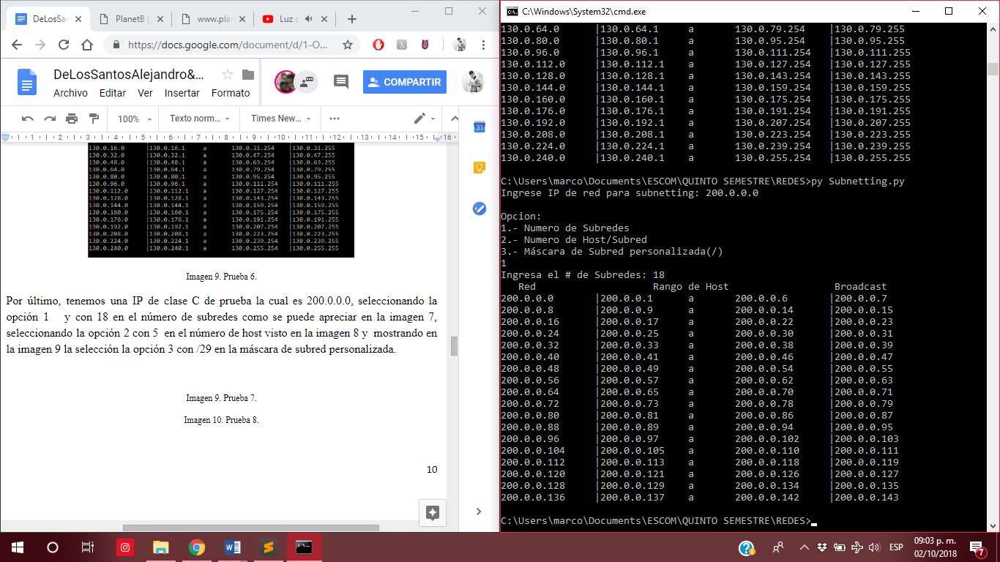 DeLosSan
PlanetB |
www.plan
Luz c
https://docs.google.com/document/d/1-O...
DeLosSantosAlejandro&...
COMPARTIR
Archivo Editar Ver Insertar Formato
100% Texto norm... Times New... ...
1 2 3 4 5 6 7 8 9 10 11 12 13 14 15 16
31
130.0.16.0 |130.0.16.1 a 130.0.31.254 |130.0.31.255
130.0.32.0 |130.0.32.1 a 130.0.47.254 |130.0.47.255
130.0.48.0 |130.0.48.1 a 130.0.63.254 |130.0.63.255
130.0.64.0 |130.0.64.1 a 130.0.79.254 |130.0.79.255
130.0.80.0 |130.0.80.1 a 130.0.95.254 |130.0.95.255
130.0.96.0 |130.0.96.1 a 130.0.111.254 |130.0.111.255
130.0.112.0 |130.0.112.1 a 130.0.127.254 |130.0.127.255
130.0.128.0 |130.0.128.1 a 130.0.143.254 |130.0.143.255
130.0.144.0 |130.0.144.1 a 130.0.159.254 |130.0.159.255
130.0.160.0 |130.0.160.1 a 130.0.175.254 |130.0.175.255
130.0.176.0 |130.0.176.1 a 130.0.191.254 |130.0.191.255
130.0.192.0 |130.0.192.1 a 130.0.207.254 |130.0.207.255
130.0.208.0 |130.0.208.1 a 130.0.223.254 |130.0.223.255
130.0.224.0 |130.0.224.1 a 130.0.239.254 |130.0.239.255
130.0.240.0 |130.0.240.1 a 130.0.255.254 |130.0.255.255
Imagen 9. Prueba 6.
Por último, tenemos una IP de clase C de prueba la cual es 200.0.0.0, seleccionando la
opción 1 y con 18 en el número de subredes como se puede apreciar en la imagen 7,
seleccionando la opción 2 con 5 en el número de host visto en la imagen 8 y mostrando en
la imagen 9 la selección la opción 3 con /29 en la máscara de subred personalizada.
Imagen 9. Prueba 7.
Imagen 10. Prueba 8.
10
C:\Windows\System32\cmd.exe
130.0.64.0 |130.0.64.1 a 130.0.79.254 |130.0.79.255
130.0.80.0 |130.0.80.1 a 130.0.95.254 |130.0.95.255
130.0.96.0 |130.0.96.1 a 130.0.111.254 |130.0.111.255
130.0.112.0 |130.0.112.1 a 130.0.127.254 |130.0.127.255
130.0.128.0 |130.0.128.1 a 130.0.143.254 |130.0.143.255
130.0.144.0 |130.0.144.1 a 130.0.159.254 |130.0.159.255
130.0.160.0 |130.0.160.1 a 130.0.175.254 |130.0.175.255
130.0.176.0 |130.0.176.1 a 130.0.191.254 |130.0.191.255
130.0.192.0 |130.0.192.1 a 130.0.207.254 |130.0.207.255
130.0.208.0 |130.0.208.1 a 130.0.223.254 |130.0.223.255
130.0.224.0 |130.0.224.1 a 130.0.239.254 |130.0.239.255
130.0.240.0 |130.0.240.1 a 130.0.255.254 |130.0.255.255
C:\Users\marco\Documents\ESCOM\QUINTO SEMESTRE\REDES>py Subnetting.py
Ingrese IP de red para subnetting: 200.0.0.0
Opcion:
1.- Numero de Subredes
2.- Numero de Host/Subred
3.- Máscara de Subred personalizada(/)
1
Ingresa el # de Subredes: 18
Red Rango de Host Broadcast
200.0.0.0 |200.0.0.1 a 200.0.0.6 |200.0.0.7
200.0.0.8 |200.0.0.9 a 200.0.0.14 |200.0.0.15
200.0.0.16 |200.0.0.17 a 200.0.0.22 |200.0.0.23
200.0.0.24 |200.0.0.25 a 200.0.0.30 |200.0.0.31
200.0.0.32 |200.0.0.33 a 200.0.0.38 |200.0.0.39
200.0.0.40 |200.0.0.41 a 200.0.0.46 |200.0.0.47
200.0.0.48 |200.0.0.49 a 200.0.0.54 |200.0.0.55
200.0.0.56 |200.0.0.57 a 200.0.0.62 |200.0.0.63
200.0.0.64 |200.0.0.65 a 200.0.0.70 |200.0.0.71
200.0.0.72 |200.0.0.73 a 200.0.0.78 |200.0.0.79
200.0.0.80 |200.0.0.81 a 200.0.0.86 |200.0.0.87
200.0.0.88 |200.0.0.89 a 200.0.0.94 |200.0.0.95
200.0.0.96 |200.0.0.97 a 200.0.0.102 |200.0.0.103
200.0.0.104 |200.0.0.105 a 200.0.0.110 |200.0.0.111
200.0.0.112 |200.0.0.113 a 200.0.0.118 |200.0.0.119
200.0.0.120 |200.0.0.121 a 200.0.0.126 |200.0.0.127
200.0.0.128 |200.0.0.129 a 200.0.0.134 |200.0.0.135
200.0.0.136 |200.0.0.137 a 200.0.0.142 |200.0.0.143
C:\Users\marco\Documents\ESCOM\QUINTO SEMESTRE\REDES>
ESP
09:03 p. m.
02/10/2018
7